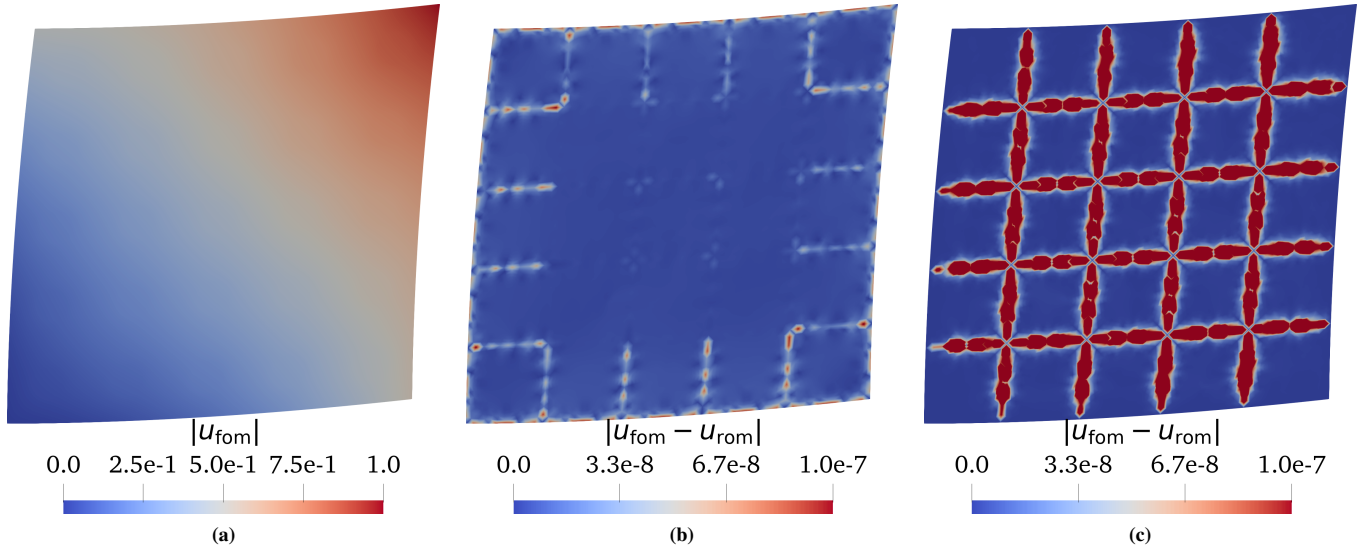 |u_fom|
0.0 2.5e-1 5.0e-1 7.5e-1 1.0
(a)
|u_fom − u_rom|
0.0 3.3e-8 6.7e-8 1.0e-7
(b)
|u_fom − u_rom|
0.0 3.3e-8 6.7e-8 1.0e-7
(c)